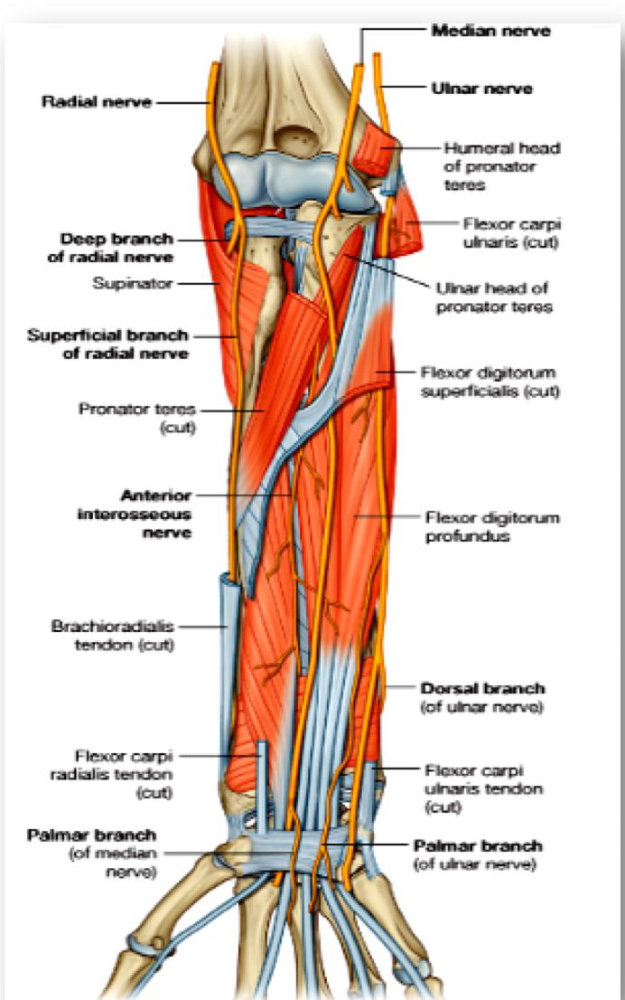 Median nerve
Ulnar nerve
Radial nerve
Humeral head
of pronator
teres
Flexor carpi
ulnaris (cut)
Deep branch
of radial nerve
Supinator
Ulnar head of
pronator teres
Superficial branch
of radial nerve
Flexor digitorum
superficialis (cut)
Pronator teres
(cut)
Anterior
interosseous
nerve
Flexor digitorum
profundus
Brachioradialis
tendon (cut)
Dorsal branch
(of ulnar nerve)
Flexor carpi
radialis tendon
(cut)
Flexor carpi
ulnaris tendon
(cut)
Palmar branch
(of median
nerve)
Palmar branch
(of ulnar nerve)